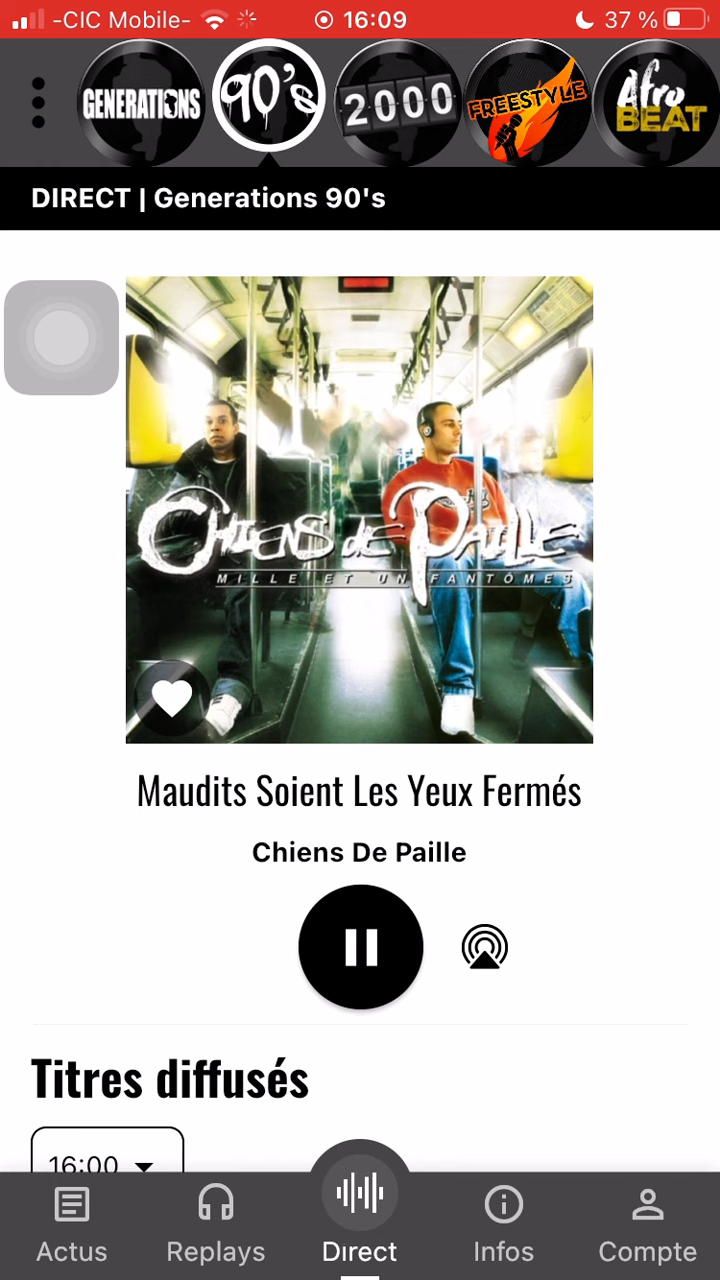 -CIC Mobile- 16:09 37 %
GENERATIONS 90's 2000 FREESTYLE Afro BEAT
DIRECT | Generations 90's
CHIENS DE PAILLE
MILLE ET UN FANTÔMES
Maudits Soient Les Yeux Fermés
Chiens De Paille
Titres diffusés
16:00
Actus Replays Direct Infos Compte